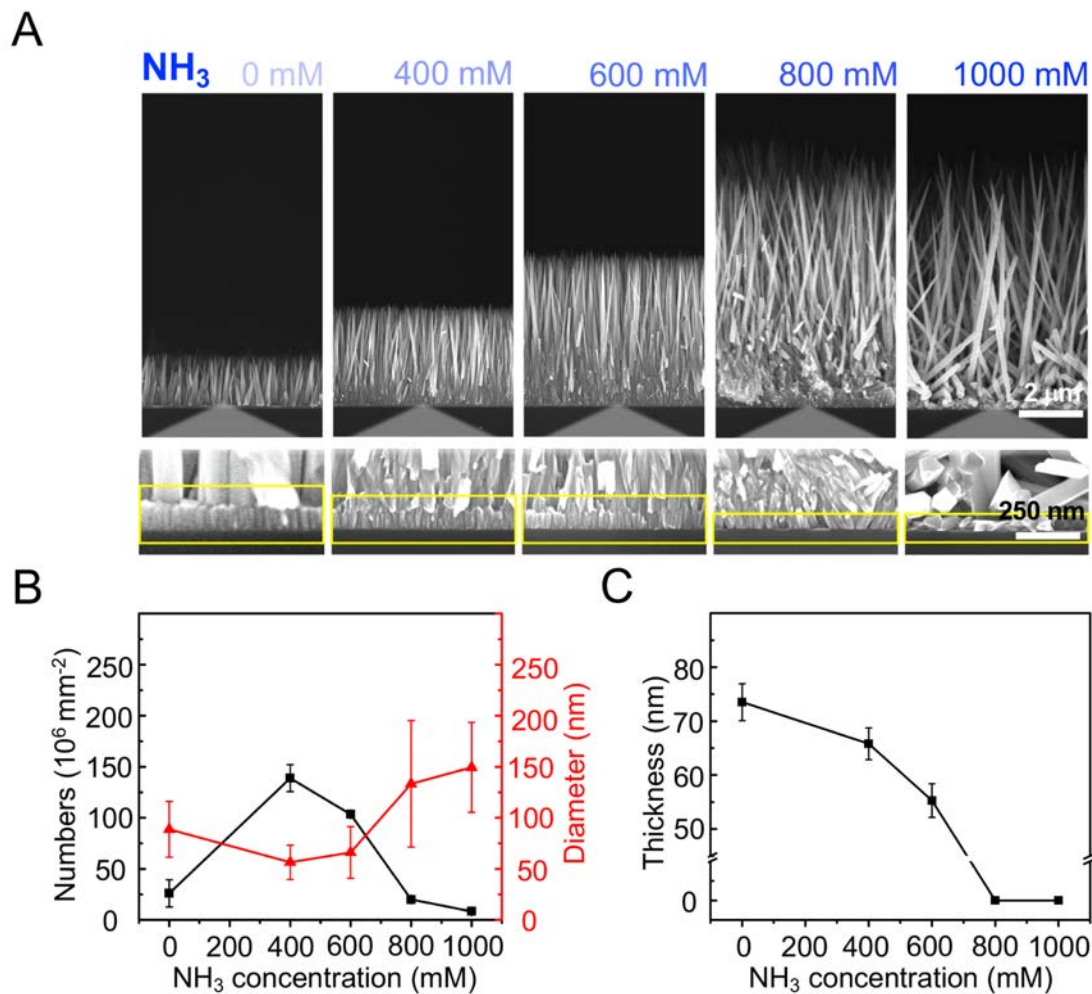 A
NH₃ 0 mM 400 mM 600 mM 800 mM 1000 mM
2 μm
250 nm
B
Numbers (10⁶ mm⁻²)
250
200
150
100
50
0
250
200
150
100
50
0
Diameter (nm)
0 200 400 600 800 1000
NH₃ concentration (mM)
C
Thickness (nm)
80
70
60
50
0
0 200 400 600 800 1000
NH₃ concentration (mM)